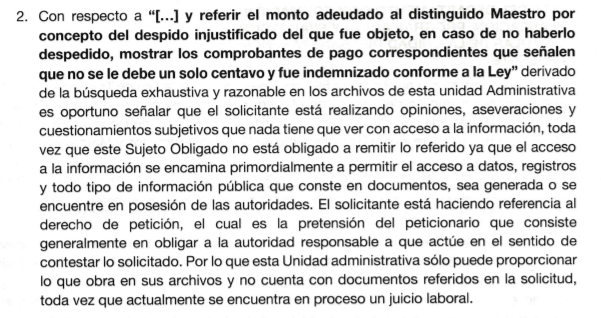 2. Con respecto a “[...] y referir el monto adeudado al distinguido Maestro por
concepto del despido injustificado del que fue objeto, en caso de no haberlo
despedido, mostrar los comprobantes de pago correspondientes que señalen
que no se le debe un solo centavo y fue indemnizado conforme a la Ley” derivado
de la búsqueda exhaustiva y razonable en los archivos de esta unidad Administrativa
es oportuno señalar que el solicitante está realizando opiniones, aseveraciones y
cuestionamientos subjetivos que nada tiene que ver con acceso a la información, toda
vez que este Sujeto Obligado no está obligado a remitir lo referido ya que el acceso
a la información se encamina primordialmente a permitir el acceso a datos, registros
y todo tipo de información pública que conste en documentos, sea generada o se
encuentre en posesión de las autoridades. El solicitante está haciendo referencia al
derecho de petición, el cual es la pretensión del peticionario que consiste
generalmente en obligar a la autoridad responsable a que actúe en el sentido de
contestar lo solicitado. Por lo que esta Unidad administrativa sólo puede proporcionar
lo que obra en sus archivos y no cuenta con documentos referidos en la solicitud,
toda vez que actualmente se encuentra en proceso un juicio laboral.